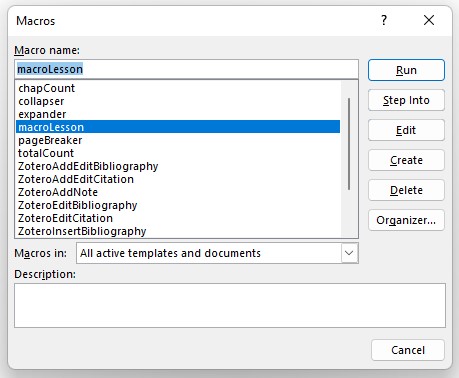 Macros
?
Macro name:
macroLesson
Run
chapCount
collapser
expander
macroLesson
pageBreaker
totalCount
ZoteroAddEditBibliography
ZoteroAddEditCitation
ZoteroAddNote
ZoteroEditBibliography
ZoteroEditCitation
ZoteroInsertBibliography
Step Into
Edit
Create
Delete
Organizer...
Macros in: All active templates and documents
Description:
Cancel